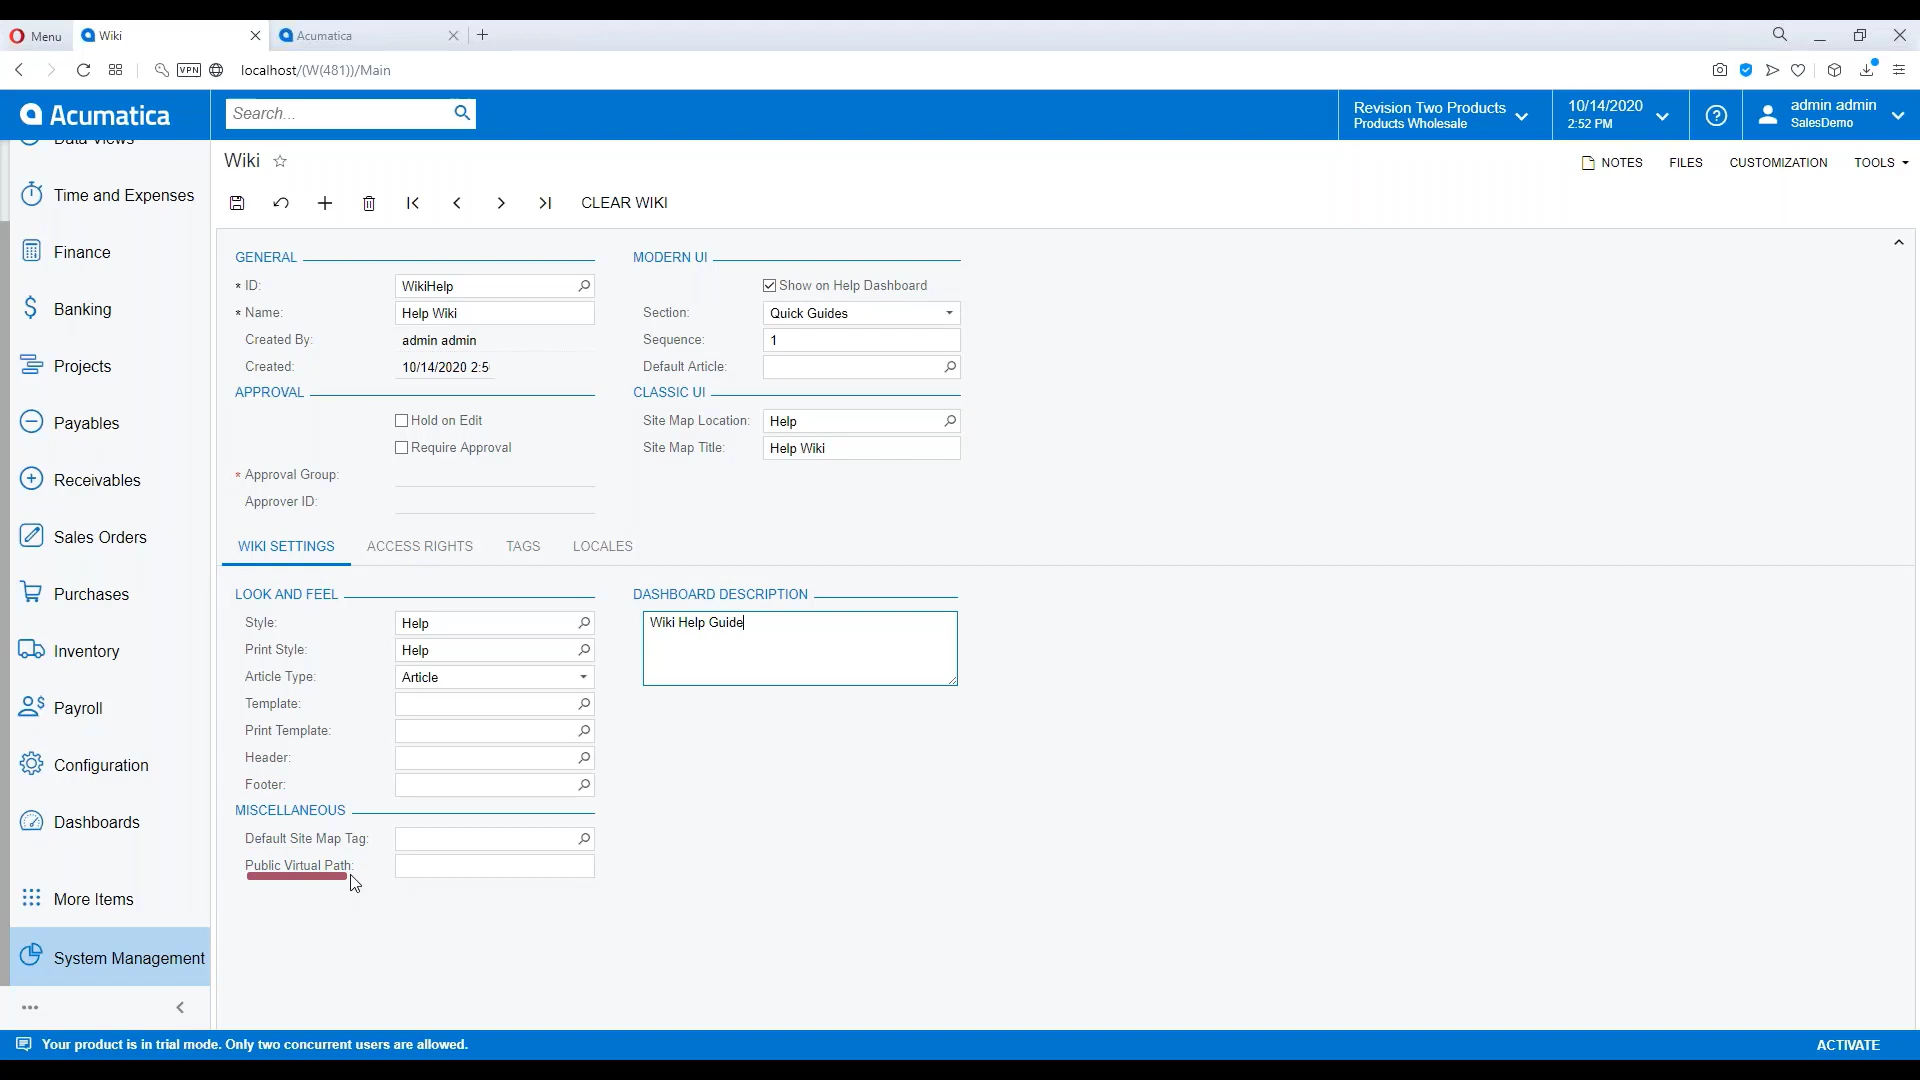 Menu
Wiki
Acumatica
VPN
localhost/(W(481))/Main
Acumatica
Search...
Revision Two Products
Products Wholesale
10/14/2020
2:52 PM
admin admin
SalesDemo
Data Views
Time and Expenses
Finance
Banking
Projects
Payables
Receivables
Sales Orders
Purchases
Inventory
Payroll
Configuration
Dashboards
More Items
System Management
Wiki
NOTES FILES CUSTOMIZATION TOOLS
CLEAR WIKI
GENERAL
* ID: WikiHelp
* Name: Help Wiki
Created By: admin admin
Created: 10/14/2020 2:5
APPROVAL
Hold on Edit
Require Approval
* Approval Group:
Approver ID:
MODERN UI
Show on Help Dashboard
Section: Quick Guides
Sequence: 1
Default Article:
CLASSIC UI
Site Map Location: Help
Site Map Title: Help Wiki
WIKI SETTINGS ACCESS RIGHTS TAGS LOCALES
LOOK AND FEEL
Style: Help
Print Style: Help
Article Type: Article
Template:
Print Template:
Header:
Footer:
MISCELLANEOUS
Default Site Map Tag:
Public Virtual Path:
DASHBOARD DESCRIPTION
Wiki Help Guide
Your product is in trial mode. Only two concurrent users are allowed.
ACTIVATE